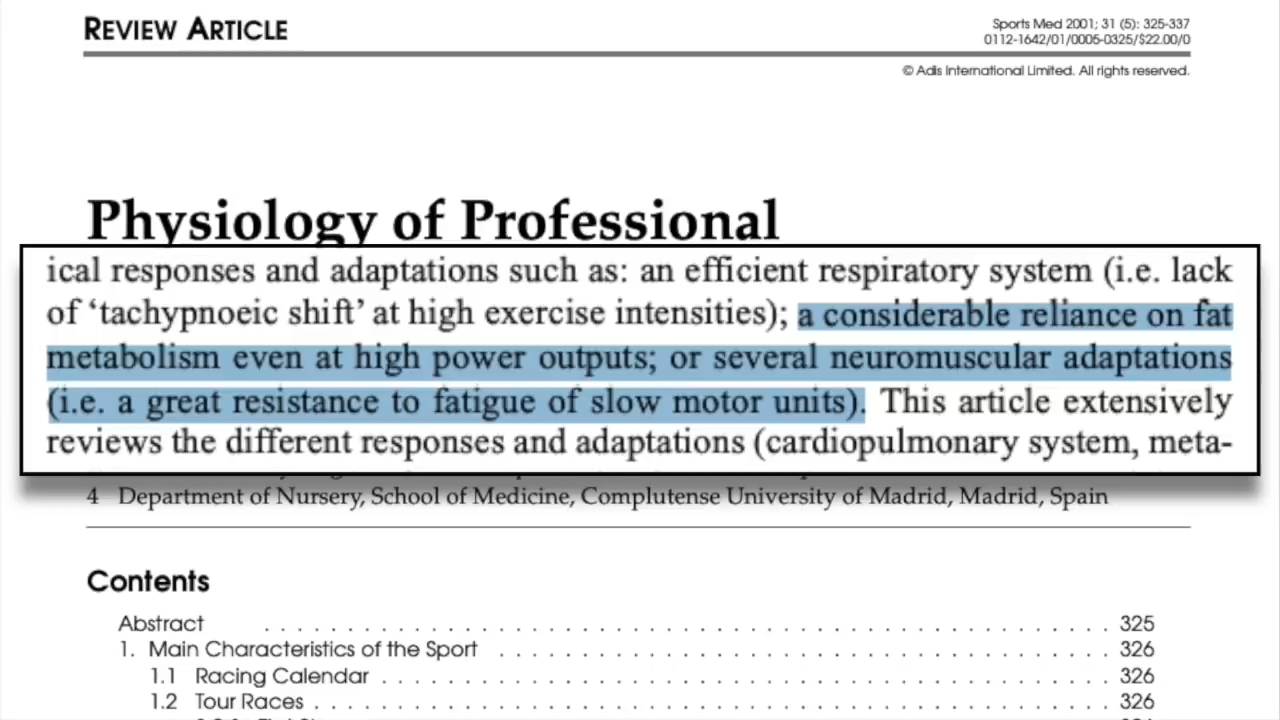 REVIEW ARTICLE
Sports Med 2001; 31 (5): 325-337
0112-1642/01/0005-0325/$22.00/0
© Adis International Limited. All rights reserved.
Physiology of Professional
ical responses and adaptations such as: an efficient respiratory system (i.e. lack
of ‘tachypnoeic shift’ at high exercise intensities); a considerable reliance on fat
metabolism even at high power outputs; or several neuromuscular adaptations
(i.e. a great resistance to fatigue of slow motor units). This article extensively
reviews the different responses and adaptations (cardiopulmonary system, meta-
4 Department of Nursery, School of Medicine, Complutense University of Madrid, Madrid, Spain
Contents
Abstract . . . . . . . . . . . . . . . . . . . . . . . . . . . . . . . . . . . . . . . . 325
1. Main Characteristics of the Sport . . . . . . . . . . . . . . . . . . . . . . . . . . . . . . 326
1.1 Racing Calendar . . . . . . . . . . . . . . . . . . . . . . . . . . . . . . . . . . . 326
1.2 Tour Races . . . . . . . . . . . . . . . . . . . . . . . . . . . . . . . . . . . . . . 326